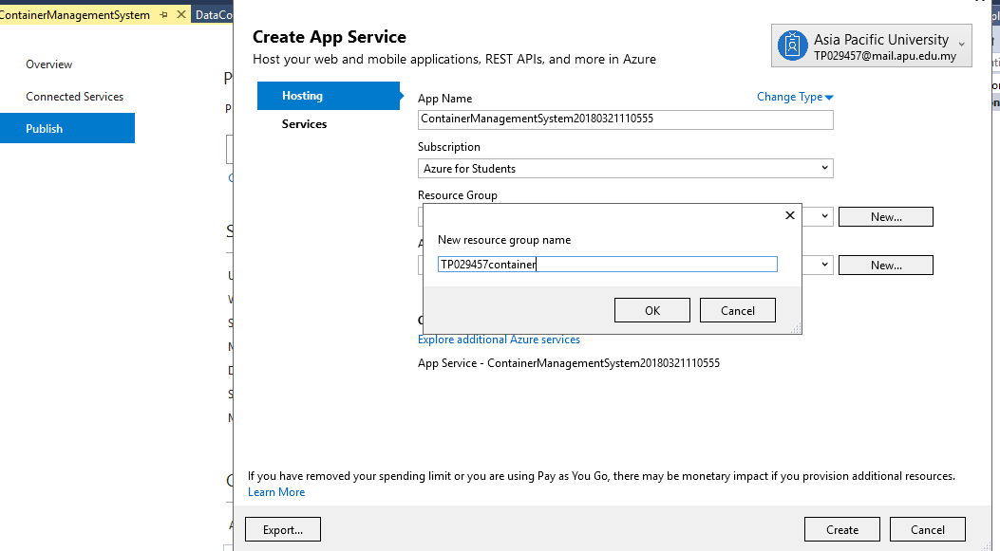 ContainerManagementSystem
DataCo
Overview
Connected Services
Publish
Create App Service
Host your web and mobile applications, REST APIs, and more in Azure
Asia Pacific University
TP029457@mail.apu.edu.my
Hosting
Services
App Name
Change Type
ContainerManagementSystem20180321110555
Subscription
Azure for Students
Resource Group
New...
New resource group name
TP029457container
New...
OK
Cancel
Explore additional Azure services
App Service - ContainerManagementSystem20180321110555
If you have removed your spending limit or you are using Pay as You Go, there may be monetary impact if you provision additional resources.
Learn More
Export...
Create
Cancel